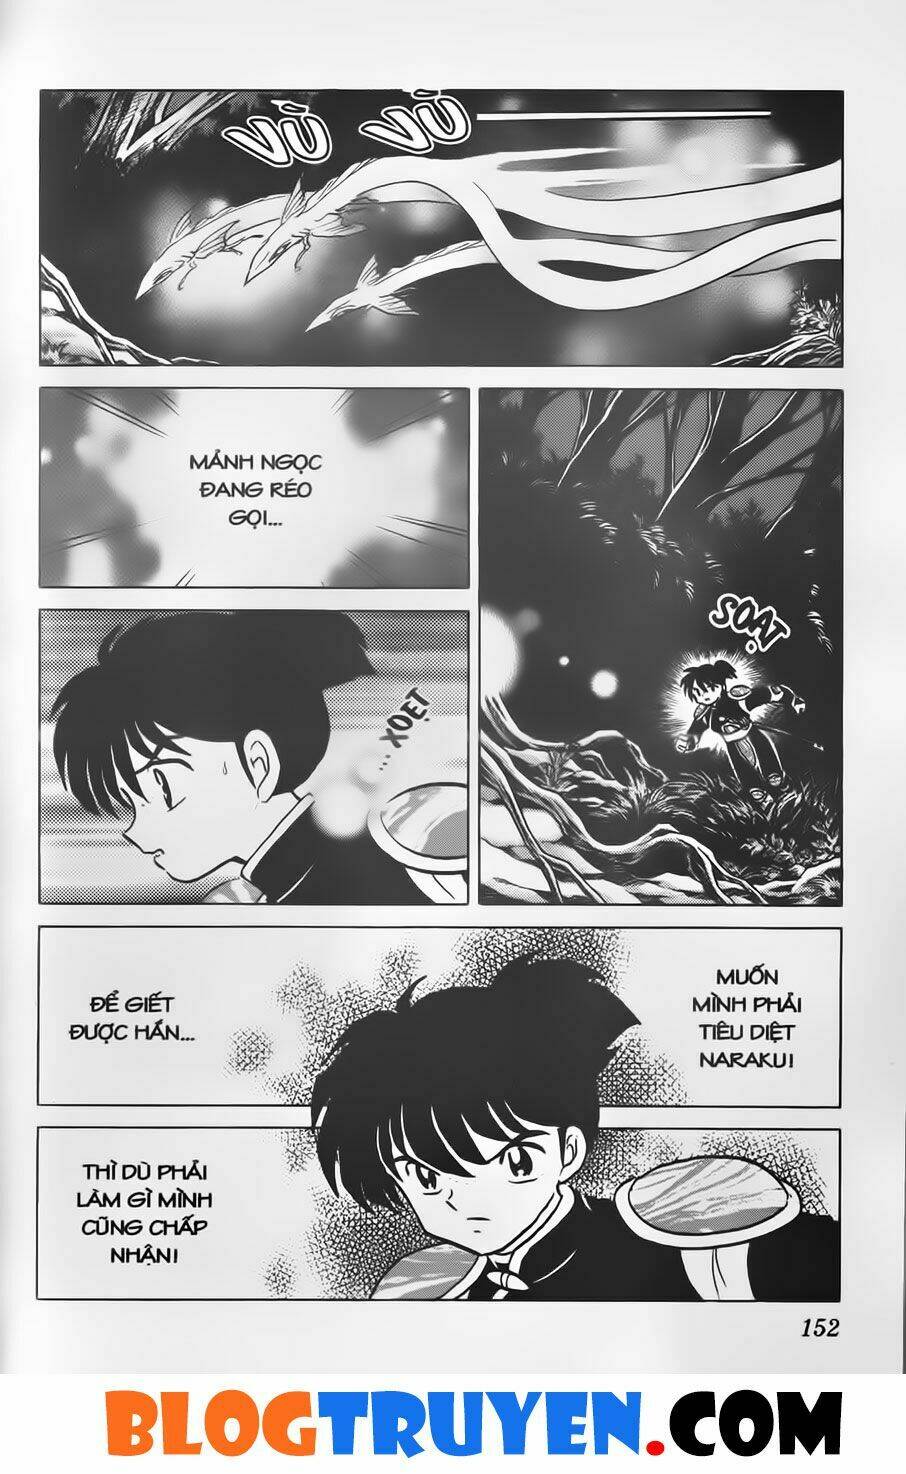 VÙ VÙ
MẢNH NGỌC
ĐANG RÉO
GỌI...
SOẠT
... XOẸT
MUỐN
MÌNH PHẢI
TIÊU DIỆT
NARAKU!
ĐỂ GIẾT
ĐƯỢC HẮN...
THÌ DÙ PHẢI
LÀM GÌ MÌNH
CŨNG CHẤP
NHẬN!
152
BLOGTRUYEN.COM